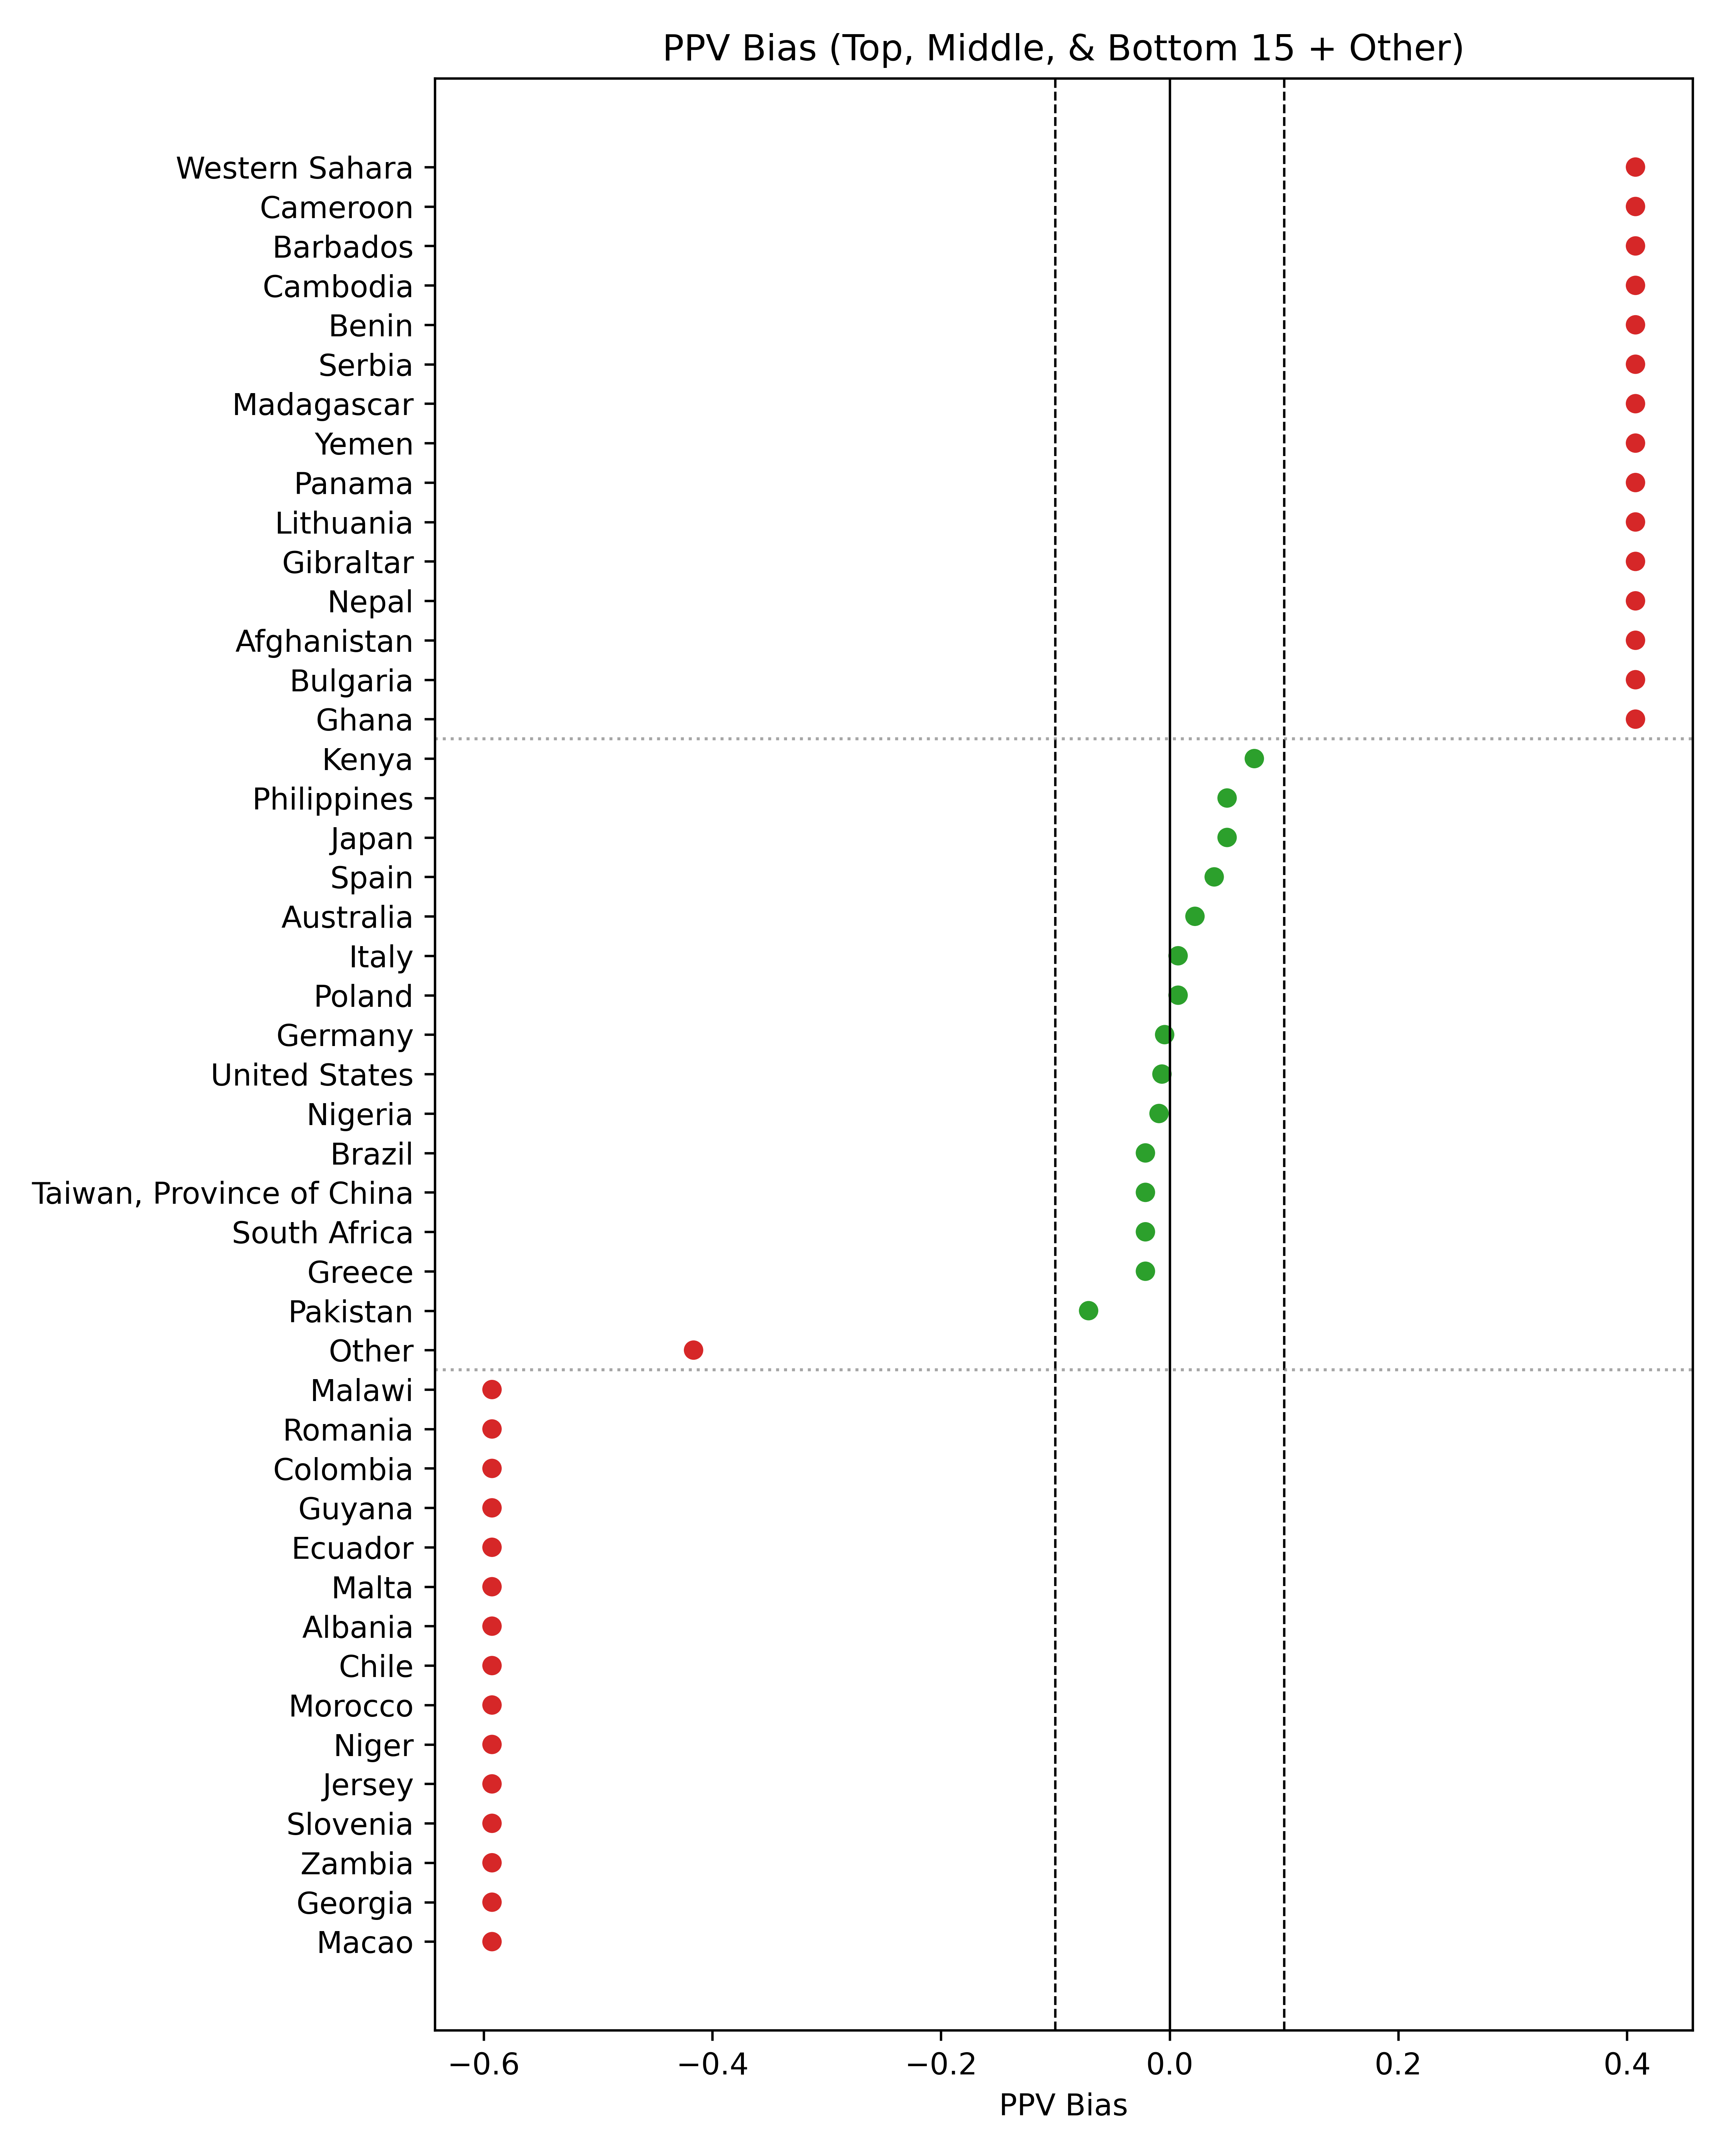 PPV Bias (Top, Middle, & Bottom 15 + Other)
Western Sahara
Cameroon
Barbados
Cambodia
Benin
Serbia
Madagascar
Yemen
Panama
Lithuania
Gibraltar
Nepal
Afghanistan
Bulgaria
Ghana
Kenya
Philippines
Japan
Spain
Australia
Italy
Poland
Germany
United States
Nigeria
Brazil
Taiwan, Province of China
South Africa
Greece
Pakistan
Other
Malawi
Romania
Colombia
Guyana
Ecuador
Malta
Albania
Chile
Morocco
Niger
Jersey
Slovenia
Zambia
Georgia
Macao
−0.6 −0.4 −0.2 0.0 0.2 0.4
PPV Bias